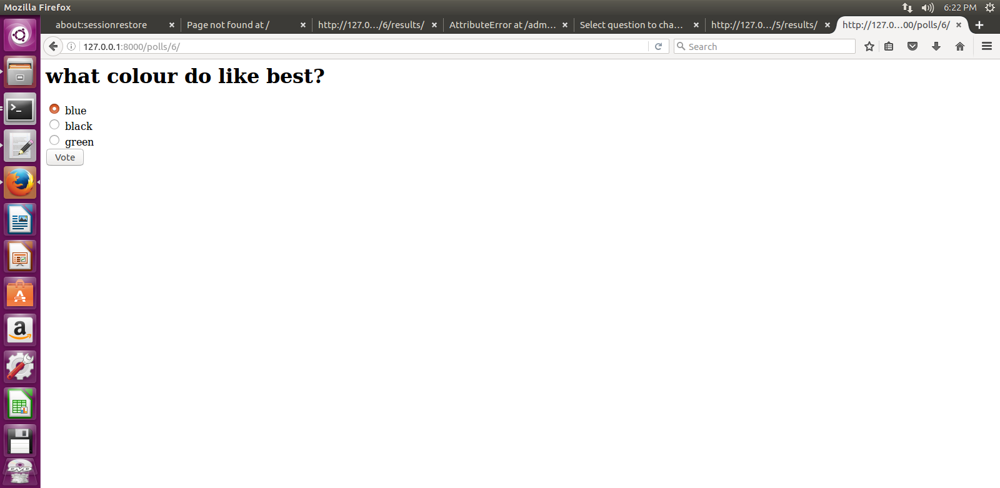 Mozilla Firefox
6:22 PM
about:sessionrestore
Page not found at /
http://127.0.../6/results/
AttributeError at /adm...
Select question to cha...
http://127.0.../5/results/
http://127.0...00/polls/6/
127.0.0.1:8000/polls/6/
Search
what colour do like best?
blue
black
green
Vote
A
a
DVD